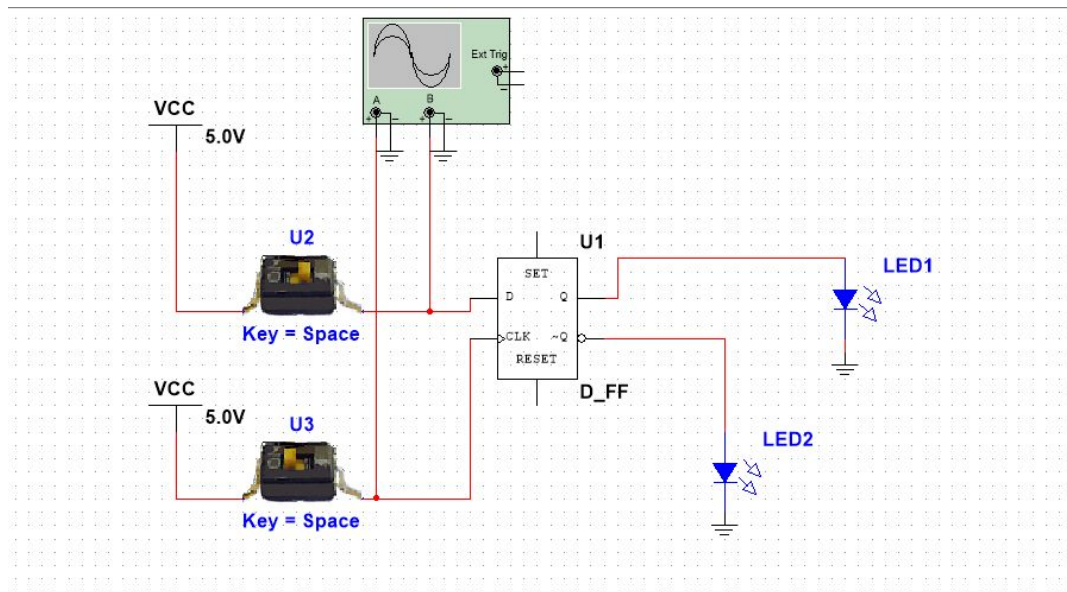 Ext Trig
+
-
A
B
+ -
+ -
VCC
5.0V
U2
Key = Space
U1
SET
D Q
CLK ~Q
RESET
D_FF
LED1
VCC
5.0V
U3
Key = Space
LED2